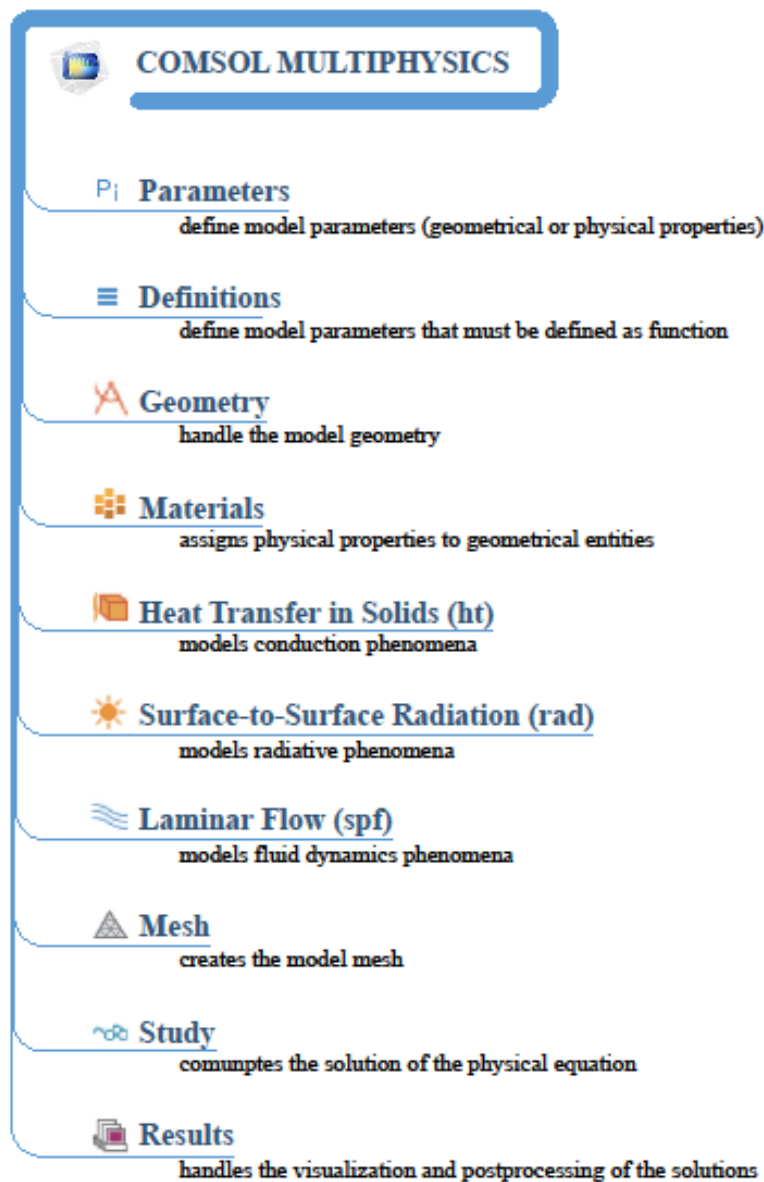 COMSOL MULTIPHYSICS
Pi Parameters
define model parameters (geometrical or physical properties)
Definitions
define model parameters that must be defined as function
Geometry
handle the model geometry
Materials
assigns physical properties to geometrical entities
Heat Transfer in Solids (ht)
models conduction phenomena
Surface-to-Surface Radiation (rad)
models radiative phenomena
Laminar Flow (spf)
models fluid dynamics phenomena
Mesh
creates the model mesh
Study
comunptes the solution of the physical equation
Results
handles the visualization and postprocessing of the solutions